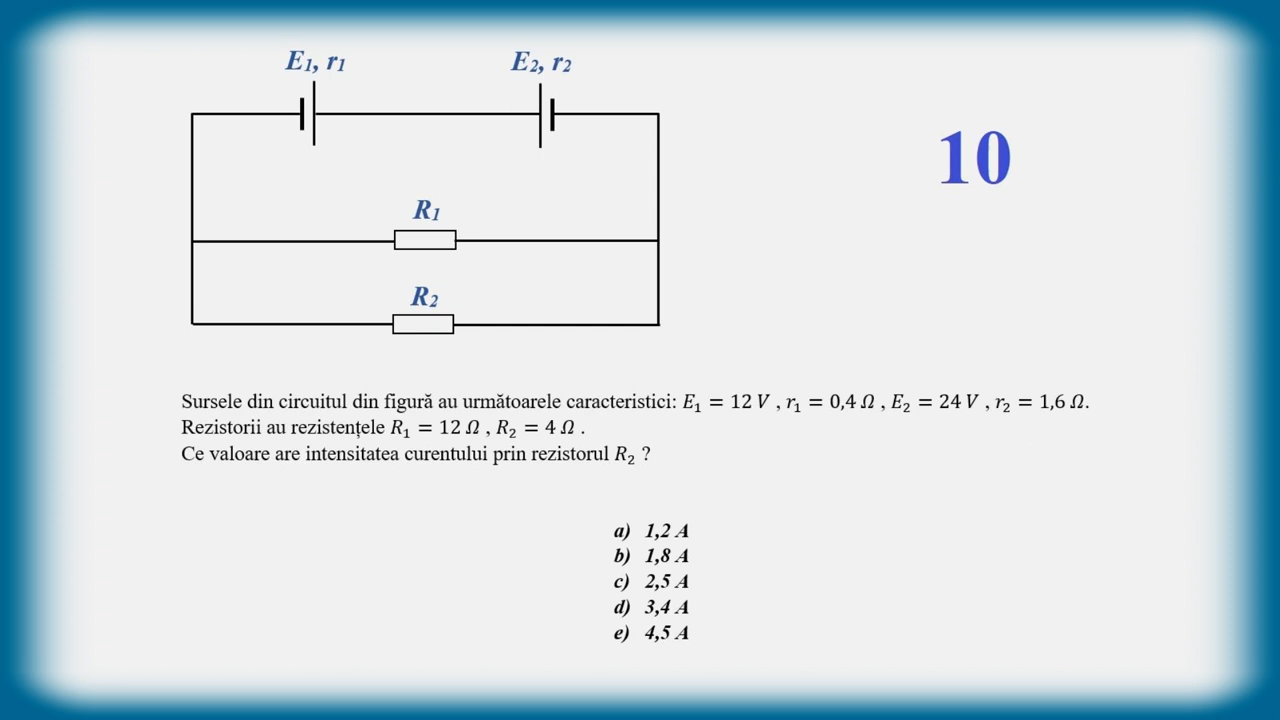 E1, r1
E2, r2
10
R1
R2
Sursele din circuitul din figură au următoarele caracteristici: E₁ = 12 V , r₁ = 0,4 Ω , E₂ = 24 V , r₂ = 1,6 Ω.
Rezistorii au rezistențele R₁ = 12 Ω , R₂ = 4 Ω .
Ce valoare are intensitatea curentului prin rezistorul R₂ ?
a) 1,2 A
b) 1,8 A
c) 2,5 A
d) 3,4 A
e) 4,5 A